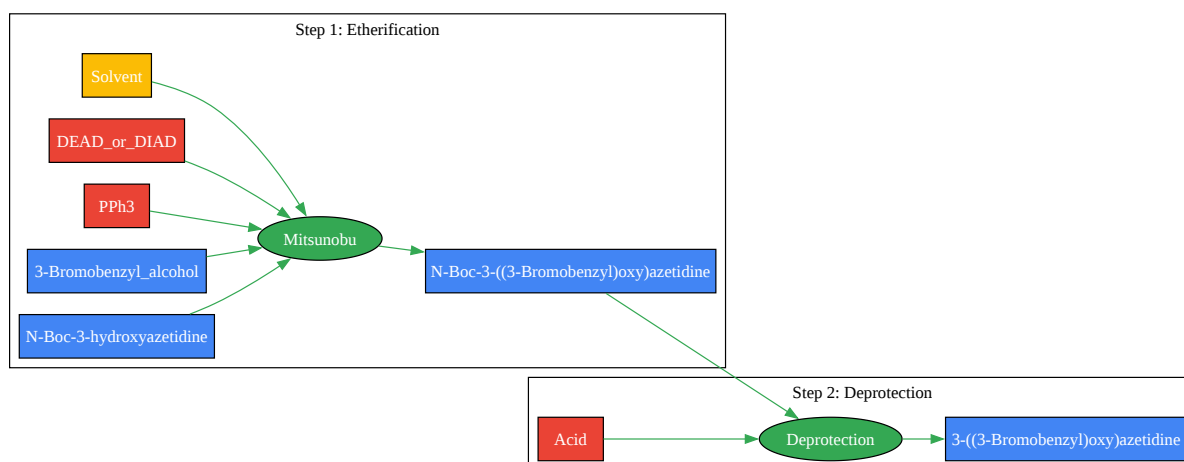 Step 1: Etherification
Solvent
DEAD_or_DIAD
PPh3
3-Bromobenzyl_alcohol
N-Boc-3-hydroxyazetidine
Mitsunobu
N-Boc-3-((3-Bromobenzyl)oxy)azetidine
Step 2: Deprotection
Acid
Deprotection
3-((3-Bromobenzyl)oxy)azetidine